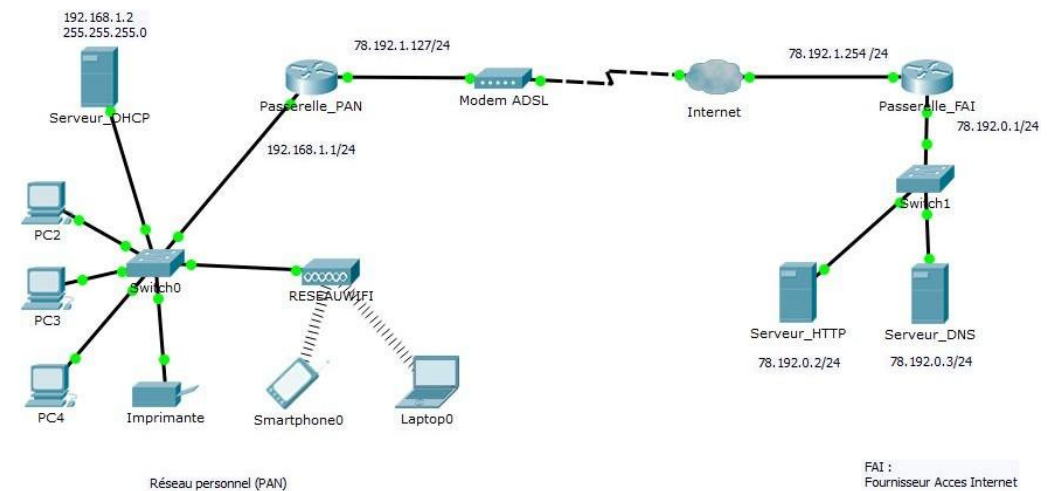 192.168.1.2
255.255.255.0
78.192.1.127/24
78.192.1.254 /24
Serveur_DHCP
Passerelle_PAN
Modem ADSL
Internet
Passerelle_FAI
78.192.0.1/24
192.168.1.1/24
PC2
Switch1
PC3
Switch0
RESEAUWIFI
Serveur_HTTP
Serveur_DNS
78.192.0.2/24
78.192.0.3/24
PC4
Imprimante
Smartphone0
Laptop0
Réseau personnel (PAN)
FAI :
Fournisseur Acces Internet